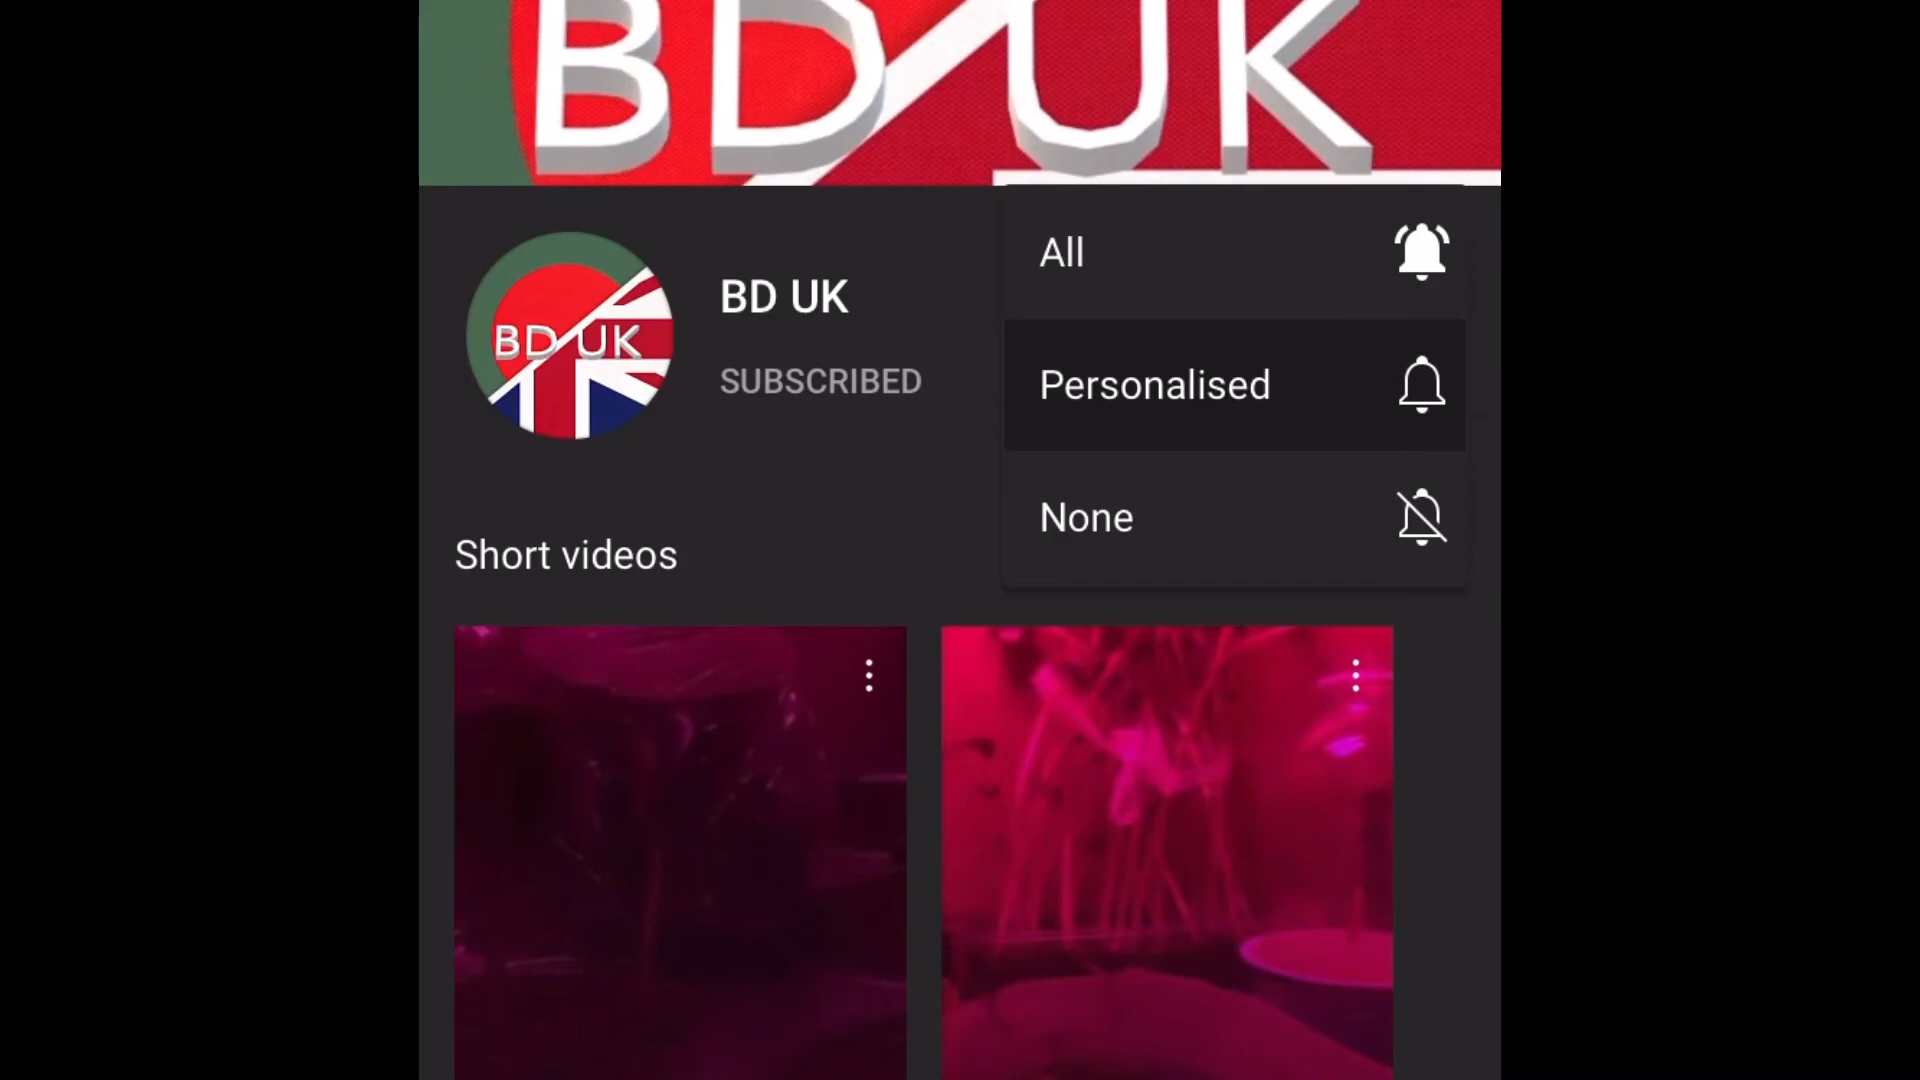 BD UK
BD UK
BD UK
SUBSCRIBED
All
Personalised
None
Short videos